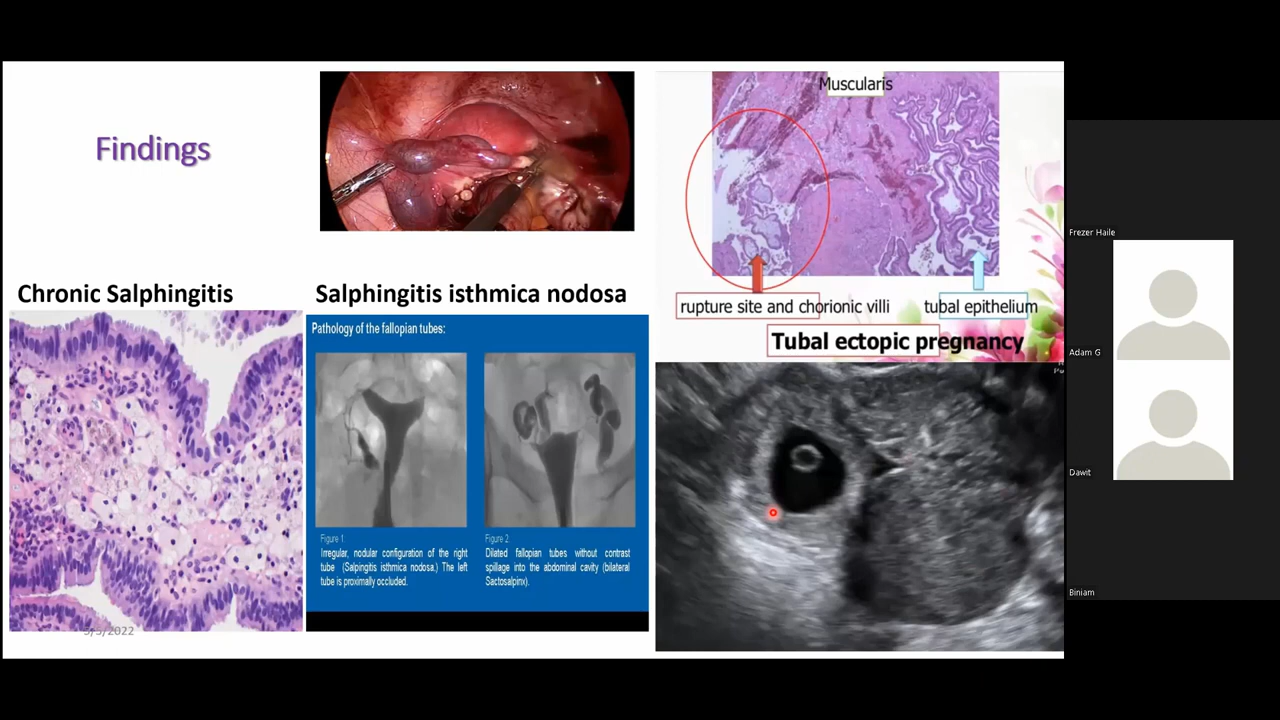 Findings
Muscularis
rupture site and chorionic villi
tubal epithelium
Tubal ectopic pregnancy
Chronic Salphingitis
Salphingitis isthmica nodosa
Pathology of the fallopian tubes:
Figure 1.
Irregular, nodular configuration of the right
tube (Salpingitis isthmica nodosa.) The left
tube is proximally occluded.
Figure 2.
Dilated fallopian tubes without contrast
spillage into the abdominal cavity (bilateral
Sactosalpinx).
5/5/2022
Frezer Haile
Adam G
Dawit
Biniam